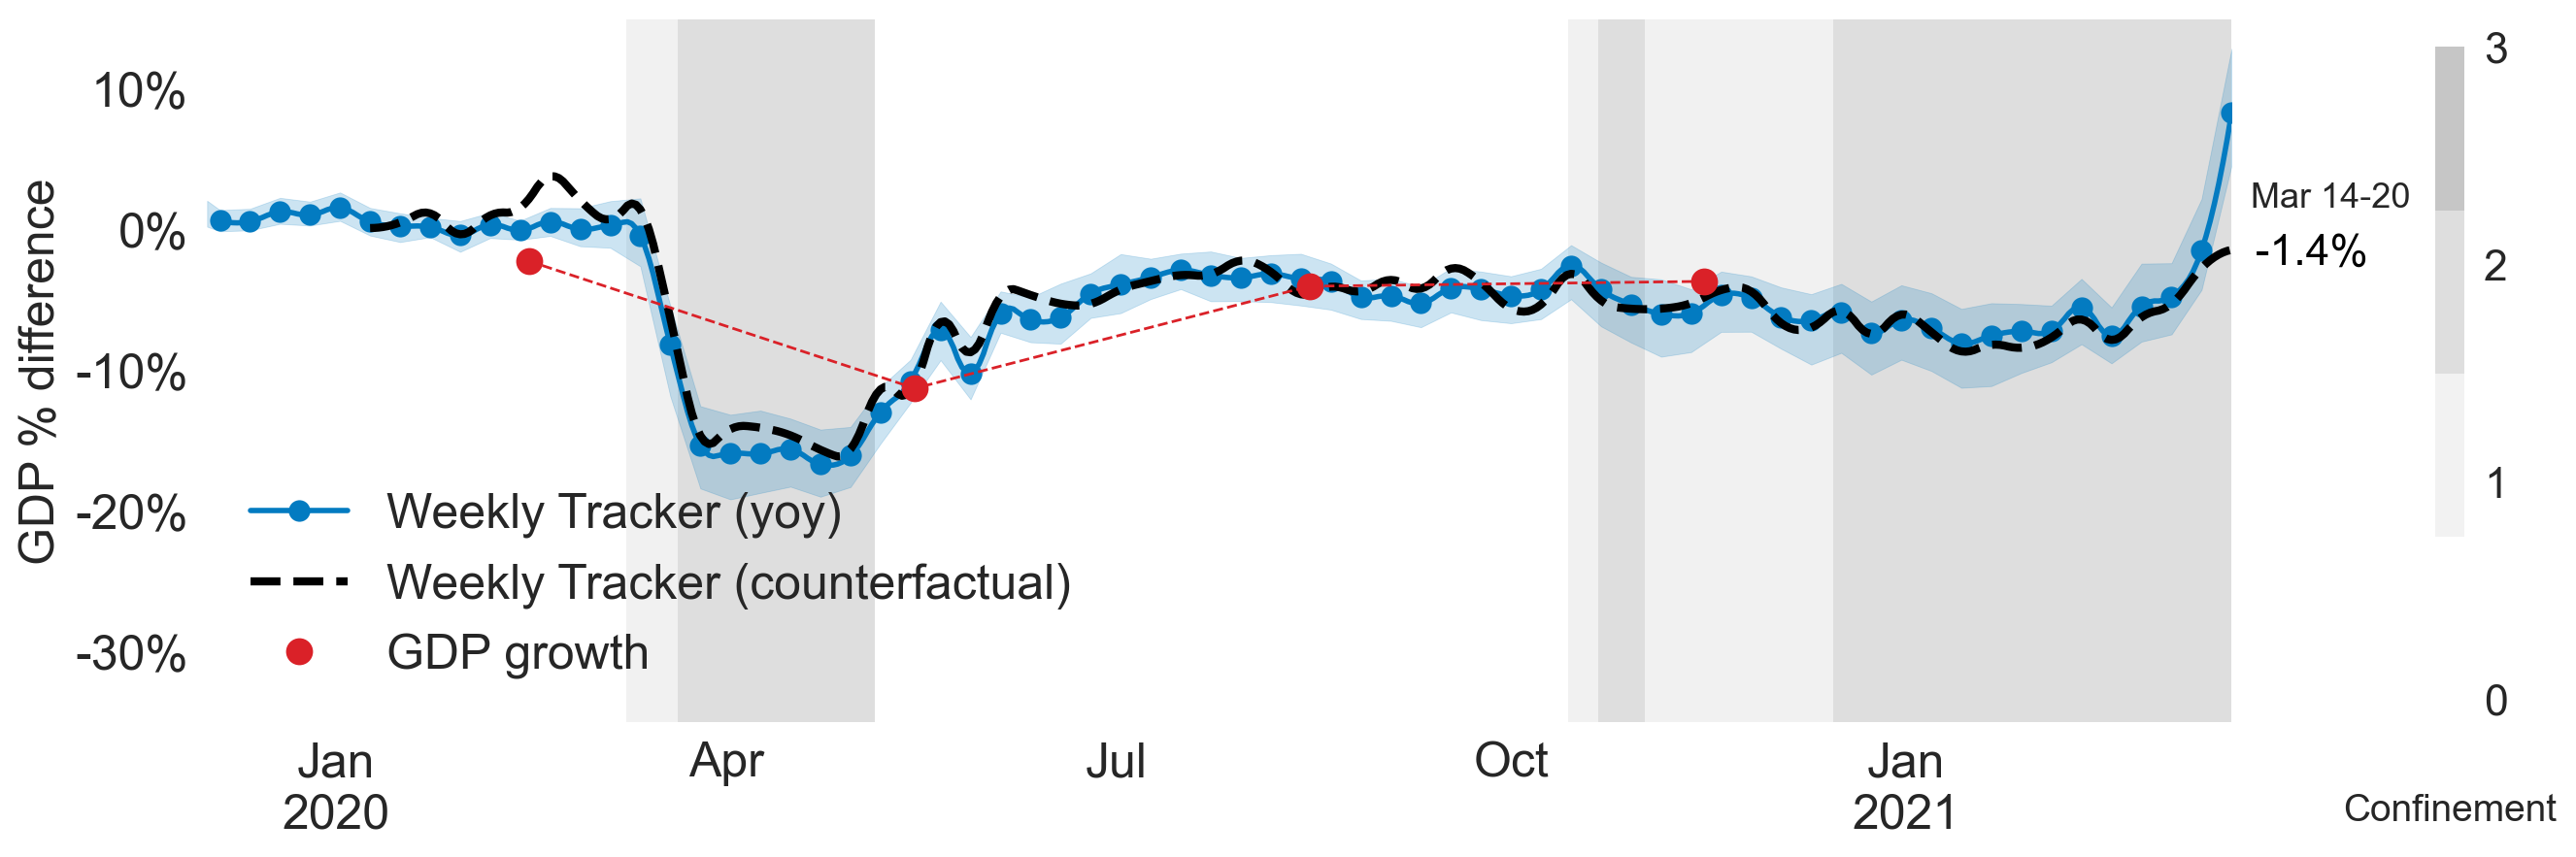 GDP % difference
10%
0%
-10%
-20%
-30%
Weekly Tracker (yoy)
Weekly Tracker (counterfactual)
GDP growth
Jan
2020
Apr
Jul
Oct
Jan
2021
Mar 14-20
-1.4%
3
2
1
0
Confinement